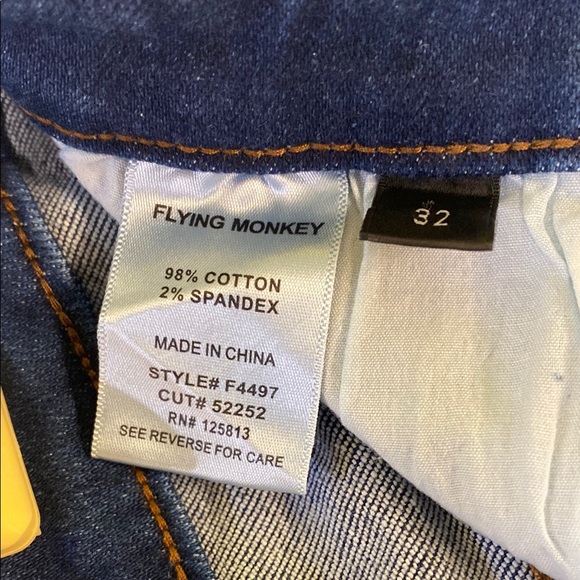 FLYING MONKEY
98% COTTON
2% SPANDEX
MADE IN CHINA
STYLE# F4497
CUT# 52252
RN# 125813
SEE REVERSE FOR CARE
32